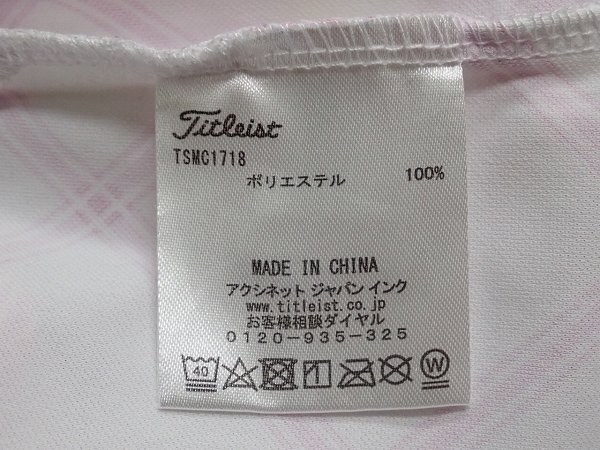 Titleist
TSMC1718
ポリエステル 100%
MADE IN CHINA
アクシネット ジャパン インク
www.titleist.co.jp
お客様相談ダイヤル
0120-935-325
40 W